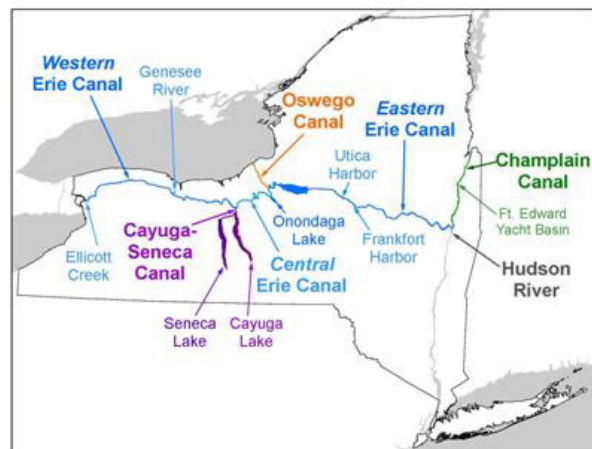 Western
Erie Canal
Genesee
River
Oswego
Canal
Eastern
Erie Canal
Utica
Harbor
Champlain
Canal
Ft. Edward
Yacht Basin
Ellicott
Creek
Cayuga-
Seneca
Canal
Onondaga
Lake
Frankfort
Harbor
Central
Erie Canal
Hudson
River
Seneca
Lake
Cayuga
Lake